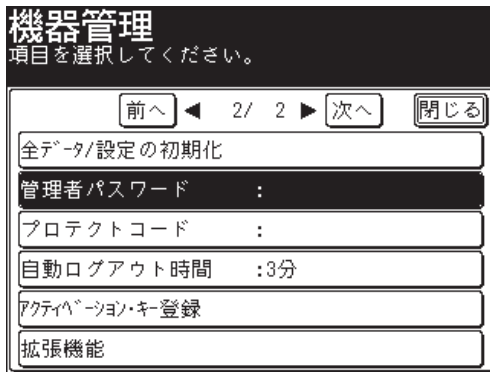 機器管理
項目を選択してください。
前へ ◀ 2/ 2 ▶ 次へ 閉じる
全ﾃﾞｰﾀ/設定の初期化
管理者パスワード :
プロテクトコード :
自動ログアウト時間 :3分
ｱｸﾃｨﾍﾞｰｼｮﾝ･ｷｰ登録
拡張機能